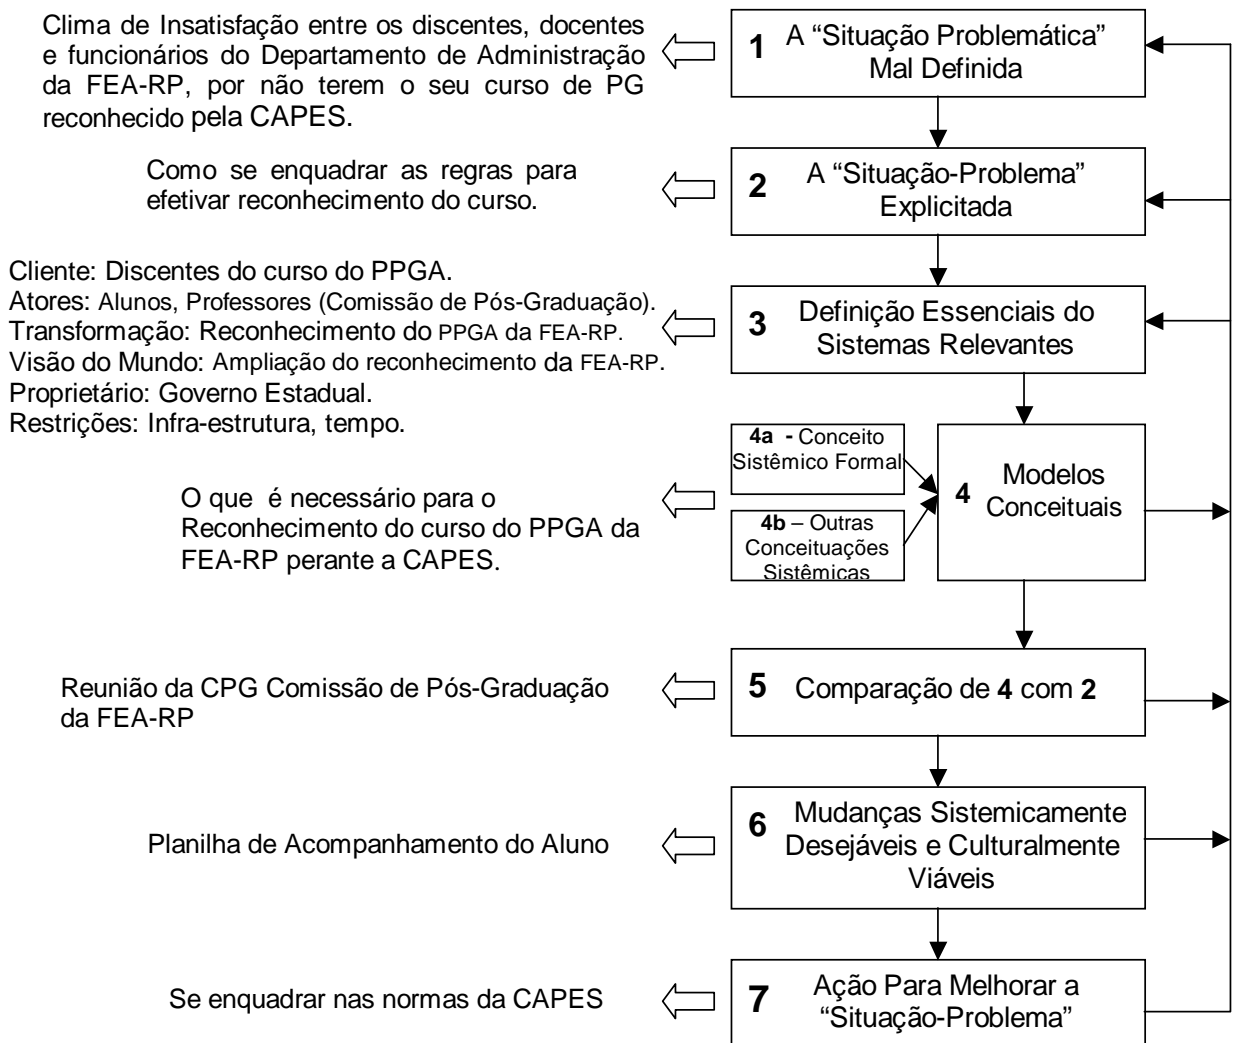 Clima de Insatisfação entre os discentes, docentes
e funcionários do Departamento de Administração
da FEA-RP, por não terem o seu curso de PG
reconhecido pela CAPES.
1 A “Situação Problemática”
Mal Definida
Como se enquadrar as regras para
efetivar reconhecimento do curso.
2 A “Situação-Problema”
Explicitada
Cliente: Discentes do curso do PPGA.
Atores: Alunos, Professores (Comissão de Pós-Graduação).
Transformação: Reconhecimento do PPGA da FEA-RP.
Visão do Mundo: Ampliação do reconhecimento da FEA-RP.
Proprietário: Governo Estadual.
Restrições: Infra-estrutura, tempo.
3 Definição Essenciais do
Sistemas Relevantes
4a - Conceito
Sistêmico Formal
4b – Outras
Conceituações
Sistêmicas
4 Modelos
Conceituais
O que é necessário para o
Reconhecimento do curso do PPGA da
FEA-RP perante a CAPES.
Reunião da CPG Comissão de Pós-Graduação
da FEA-RP
5 Comparação de 4 com 2
Planilha de Acompanhamento do Aluno
6 Mudanças Sistemicamente
Desejáveis e Culturalmente
Viáveis
Se enquadrar nas normas da CAPES
7 Ação Para Melhorar a
“Situação-Problema”